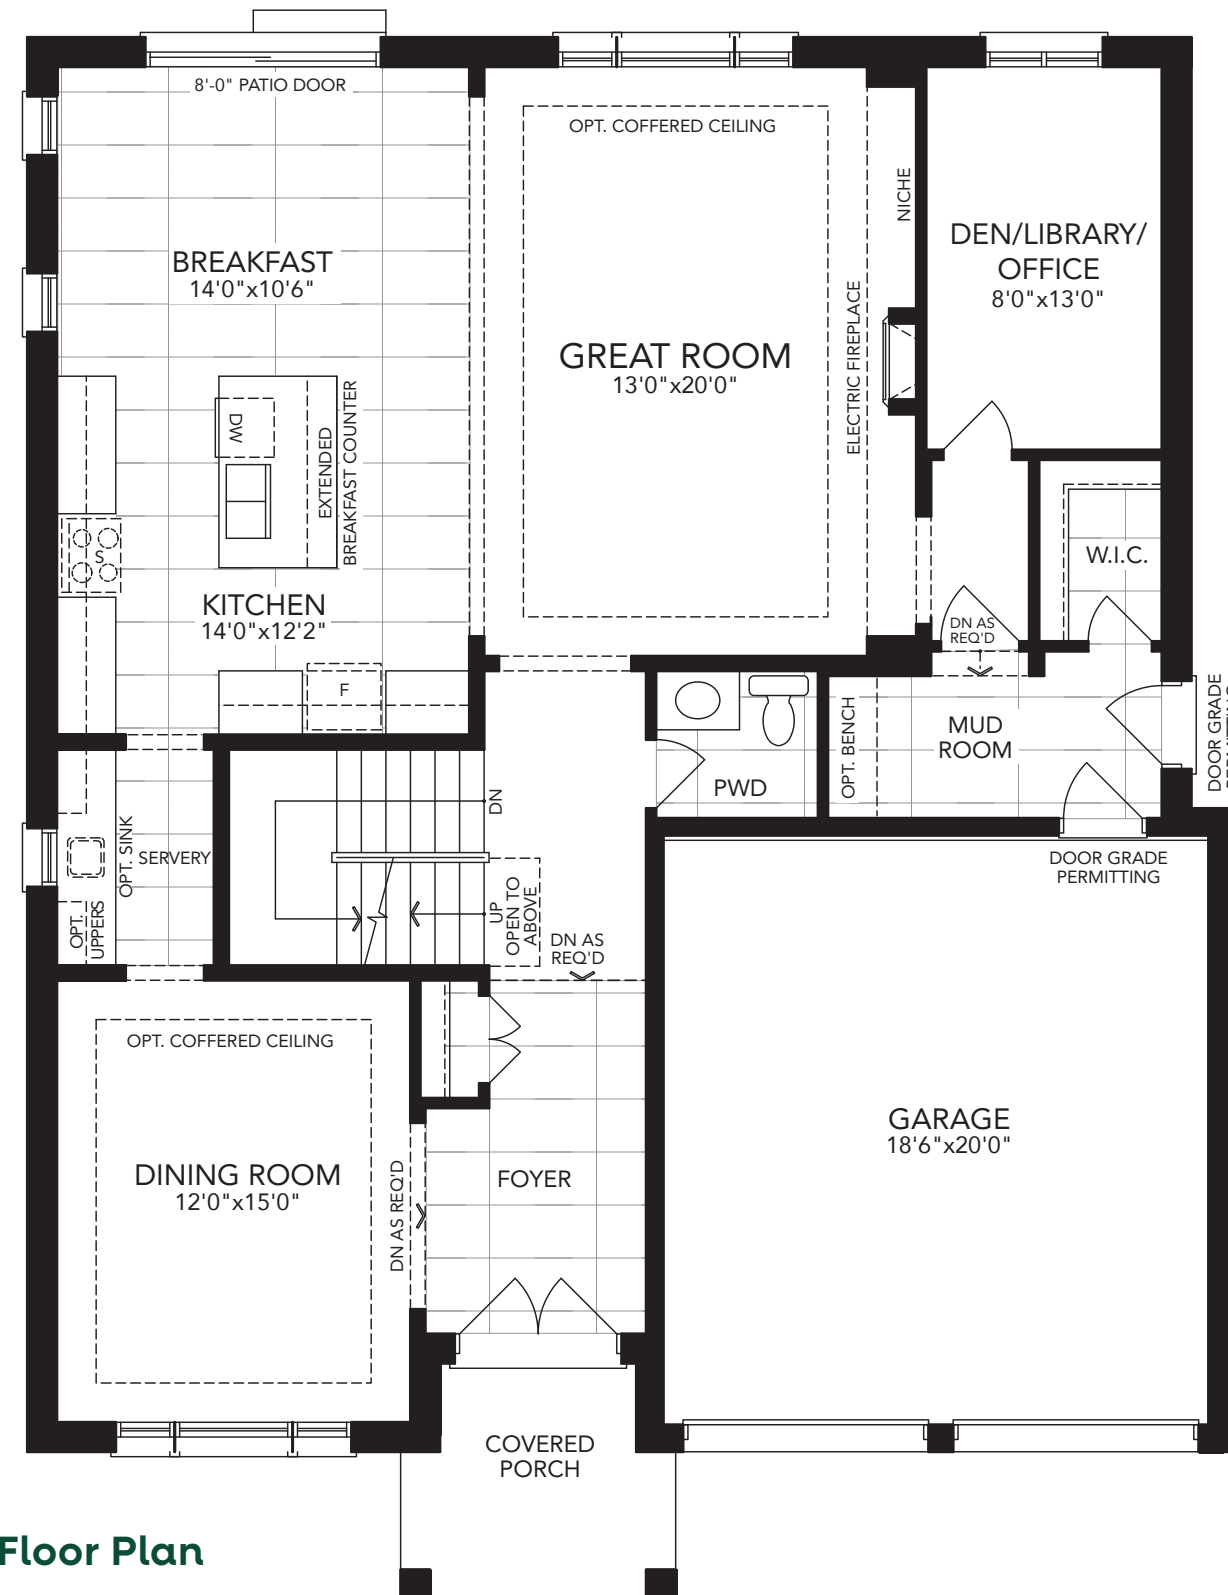 8'-0" PATIO DOOR
OPT. COFFERED CEILING
NICHE
DEN/LIBRARY/
OFFICE
8'0"x13'0"
BREAKFAST
14'0"x10'6"
GREAT ROOM
13'0"x20'0"
ELECTRIC FIREPLACE
DW
EXTENDED
BREAKFAST COUNTER
S
W.I.C.
KITCHEN
14'0"x12'2"
DN AS
REQ'D
F
OPT. BENCH
MUD
ROOM
DOOR GRADE
PERMITTING
PWD
DN
OPT. SINK
SERVERY
DOOR GRADE
PERMITTING
OPT.
UPPERS
UP
OPEN TO
ABOVE
DN AS
REQ'D
OPT. COFFERED CEILING
GARAGE
18'6"x20'0"
DINING ROOM
12'0"x15'0"
DN AS REQ'D
FOYER
COVERED
PORCH
Floor Plan